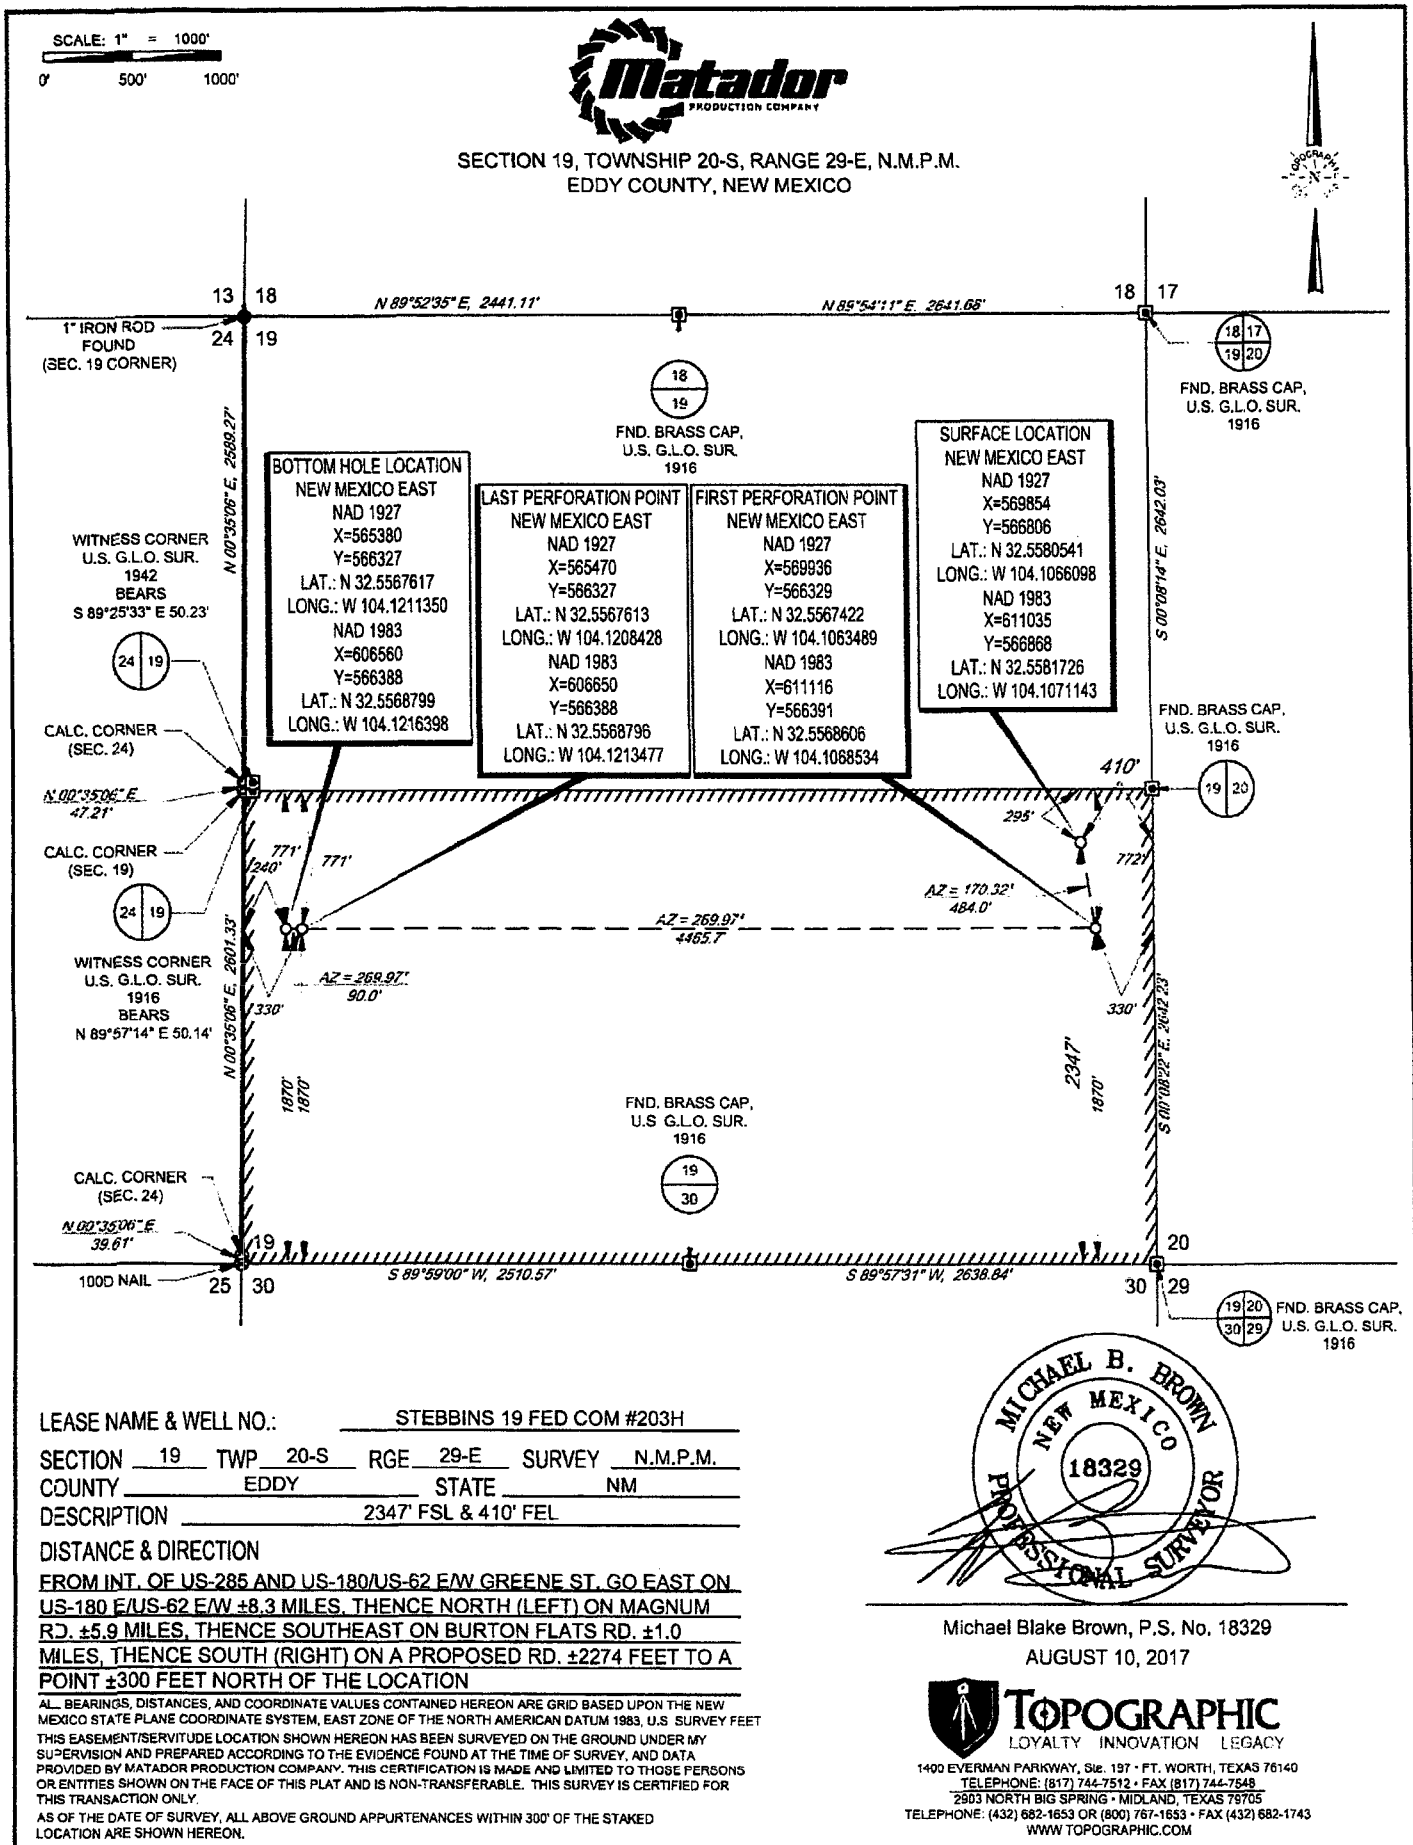 SCALE: 1" = 1000'
0' 500' 1000'
Matador
PRODUCTION COMPANY
SECTION 19, TOWNSHIP 20-S, RANGE 29-E, N.M.P.M.
EDDY COUNTY, NEW MEXICO
N
13 18
N 89°52'35" E, 2441.11'
N 89°54'11" E, 2641.66'
18 17
1" IRON ROD
FOUND
(SEC. 19 CORNER)
24 19
18 17
19 20
FND. BRASS CAP,
U.S. G.L.O. SUR.
1916
18
19
FND. BRASS CAP,
U.S. G.L.O. SUR.
1916
N 00°35'06" E, 2589.27'
S 00°08'14" E, 2642.03'
BOTTOM HOLE LOCATION
NEW MEXICO EAST
NAD 1927
X=565380
Y=566327
LAT.: N 32.5567617
LONG.: W 104.1211350
NAD 1983
X=606560
Y=566388
LAT.: N 32.5568799
LONG.: W 104.1216398
LAST PERFORATION POINT
NEW MEXICO EAST
NAD 1927
X=565470
Y=566327
LAT.: N 32.5567613
LONG.: W 104.1208428
NAD 1983
X=606650
Y=566388
LAT.: N 32.5568796
LONG.: W 104.1213477
FIRST PERFORATION POINT
NEW MEXICO EAST
NAD 1927
X=569936
Y=566329
LAT.: N 32.5567422
LONG.: W 104.1063489
NAD 1983
X=611116
Y=566391
LAT.: N 32.5568606
LONG.: W 104.1068534
SURFACE LOCATION
NEW MEXICO EAST
NAD 1927
X=569854
Y=566806
LAT.: N 32.5580541
LONG.: W 104.1066098
NAD 1983
X=611035
Y=566868
LAT.: N 32.5581726
LONG.: W 104.1071143
WITNESS CORNER
U.S. G.L.O. SUR.
1942
BEARS
S 89°25'33" E 50.23'
24 19
CALC. CORNER
(SEC. 24)
N 00°35'06" E
47.21'
CALC. CORNER
(SEC. 19)
24 19
WITNESS CORNER
U.S. G.L.O. SUR.
1916
BEARS
N 89°57'14" E 50.14'
FND. BRASS CAP,
U.S. G.L.O. SUR.
1916
19 20
410'
295'
772'
771'
240'
771'
AZ = 170.32°
484.0'
AZ = 269.97°
4465.7'
AZ = 269.97°
90.0'
330'
330'
N 00°35'06" E, 2601.33'
S 00°08'22" E, 2642.23'
1870'
1870'
2347'
1870'
FND. BRASS CAP,
U.S G.L.O. SUR.
1916
19
30
CALC. CORNER
(SEC. 24)
N 00°35'06" E
39.61'
100D NAIL
19
25 30
S 89°59'00" W, 2510.57'
S 89°57'31" W, 2638.84'
20
30 29
19 20
30 29
FND. BRASS CAP,
U.S. G.L.O. SUR.
1916
LEASE NAME & WELL NO.: STEBBINS 19 FED COM #203H
SECTION 19 TWP 20-S RGE 29-E SURVEY N.M.P.M.
COUNTY EDDY STATE NM
DESCRIPTION 2347' FSL & 410' FEL
DISTANCE & DIRECTION
FROM INT. OF US-285 AND US-180/US-62 E/W GREENE ST. GO EAST ON
US-180 E/US-62 E/W ±8.3 MILES, THENCE NORTH (LEFT) ON MAGNUM
RD. ±5.9 MILES, THENCE SOUTHEAST ON BURTON FLATS RD. ±1.0
MILES, THENCE SOUTH (RIGHT) ON A PROPOSED RD. ±2274 FEET TO A
POINT ±300 FEET NORTH OF THE LOCATION
ALL BEARINGS, DISTANCES, AND COORDINATE VALUES CONTAINED HEREON ARE GRID BASED UPON THE NEW
MEXICO STATE PLANE COORDINATE SYSTEM, EAST ZONE OF THE NORTH AMERICAN DATUM 1983, U.S SURVEY FEET
THIS EASEMENT/SERVITUDE LOCATION SHOWN HEREON HAS BEEN SURVEYED ON THE GROUND UNDER MY
SUPERVISION AND PREPARED ACCORDING TO THE EVIDENCE FOUND AT THE TIME OF SURVEY, AND DATA
PROVIDED BY MATADOR PRODUCTION COMPANY. THIS CERTIFICATION IS MADE AND LIMITED TO THOSE PERSONS
OR ENTITIES SHOWN ON THE FACE OF THIS PLAT AND IS NON-TRANSFERABLE. THIS SURVEY IS CERTIFIED FOR
THIS TRANSACTION ONLY.
AS OF THE DATE OF SURVEY, ALL ABOVE GROUND APPURTENANCES WITHIN 300' OF THE STAKED
LOCATION ARE SHOWN HEREON.
MICHAEL B. BROWN
NEW MEXICO
18329
PROFESSIONAL SURVEYOR
Michael Blake Brown, P.S. No. 18329
AUGUST 10, 2017
TOPOGRAPHIC
LOYALTY INNOVATION LEGACY
1400 EVERMAN PARKWAY, Ste. 197 • FT. WORTH, TEXAS 76140
TELEPHONE: (817) 744-7512 • FAX (817) 744-7548
2903 NORTH BIG SPRING • MIDLAND, TEXAS 79705
TELEPHONE: (432) 682-1653 OR (800) 767-1653 • FAX (432) 682-1743
WWW TOPOGRAPHIC.COM